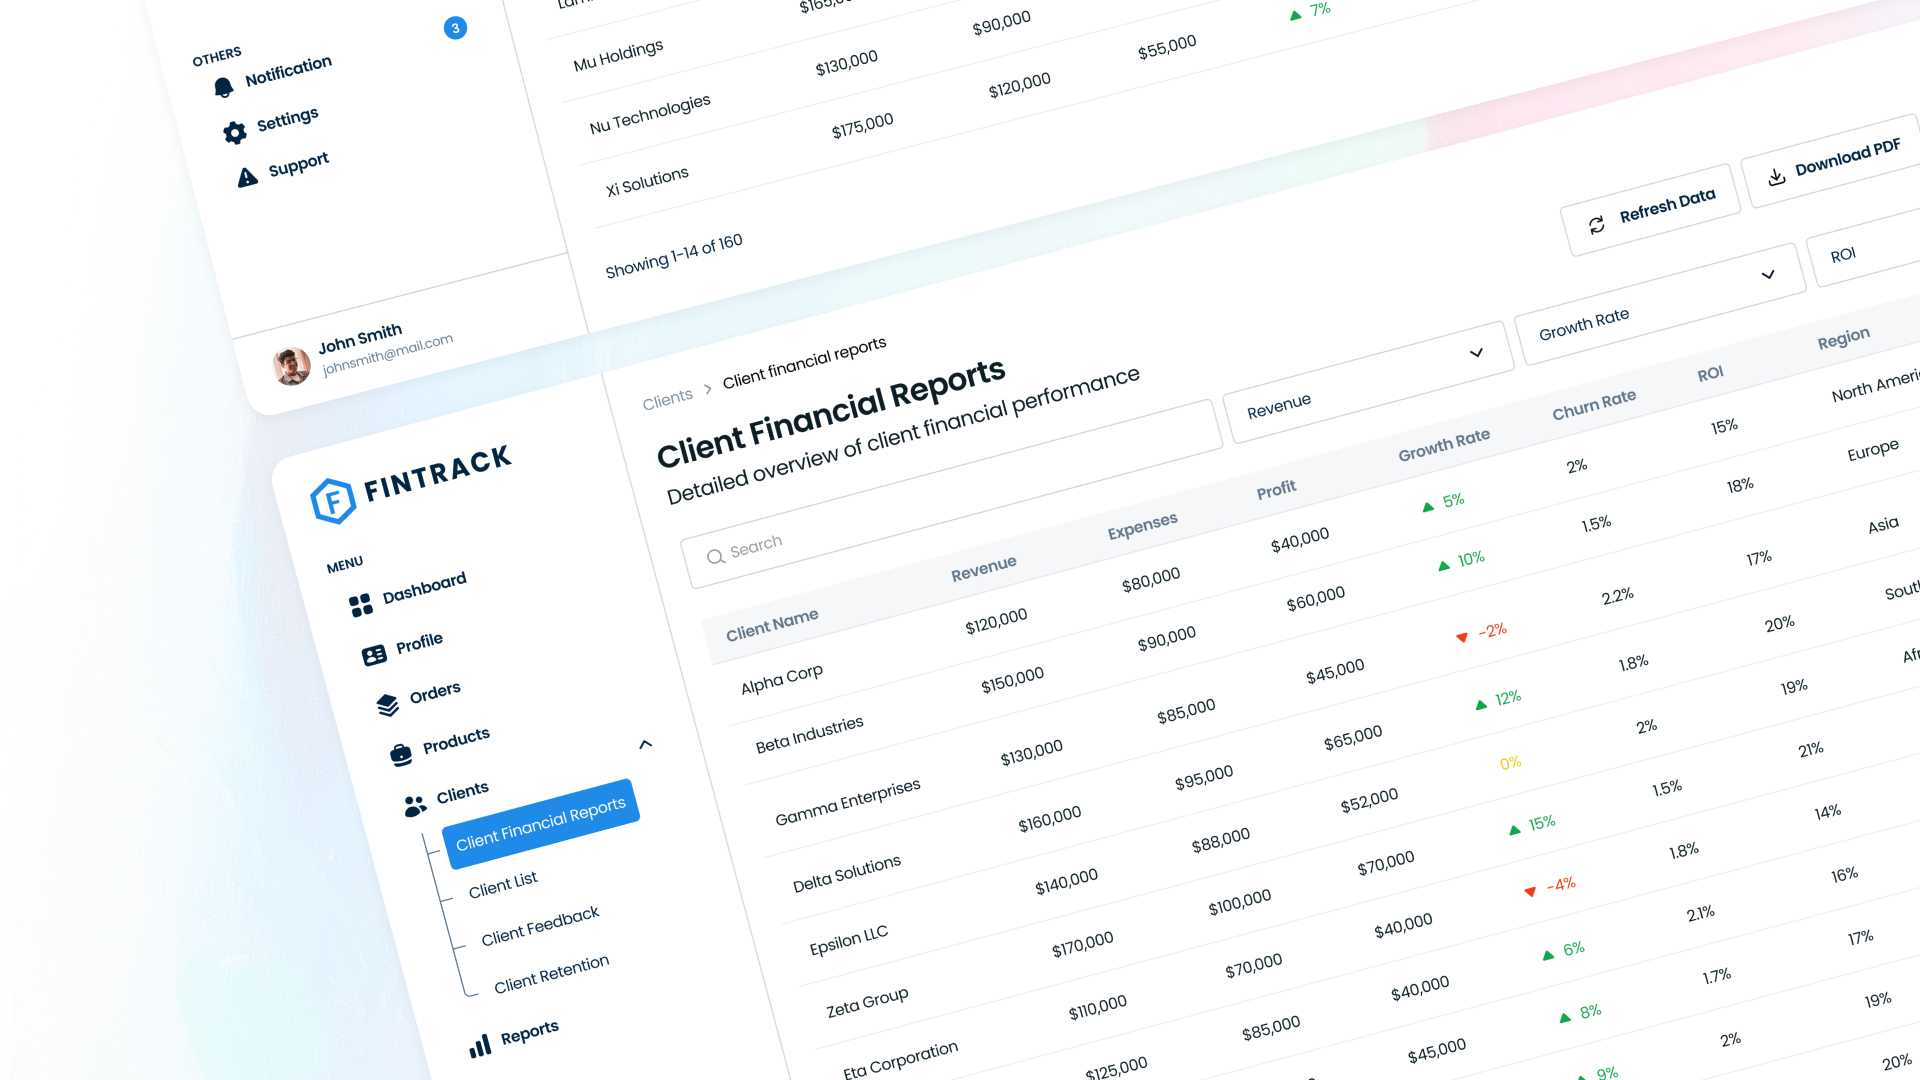 3
OTHERS
Notification
Settings
Support
John Smith
johnsmith@mail.com
Mu Holdings
Nu Technologies $130,000 $90,000
Xi Solutions $175,000 $120,000 $55,000 7%
Showing 1-14 of 160
FINTRACK
MENU
Dashboard
Profile
Orders
Products
Clients
Client Financial Reports
Client List
Client Feedback
Client Retention
Reports
Clients > Client financial reports
Client Financial Reports
Detailed overview of client financial performance
Refresh Data
Download PDF
Search
Revenue
Growth Rate
ROI
Client Name Revenue Expenses Profit Growth Rate Churn Rate ROI Region
Alpha Corp $120,000 $80,000 $40,000 5% 2% 15% North
Beta Industries $150,000 $90,000 $60,000 10% 1.5% 18% Europe
Gamma Enterprises $130,000 $85,000 $45,000 -2% 2.2% 17% Asia
Delta Solutions $160,000 $95,000 $65,000 12% 1.8% 20%
Epsilon LLC $140,000 $88,000 $52,000 0% 2% 19%
Zeta Group $170,000 $100,000 $70,000 15% 1.5% 21%
Eta Corporation $110,000 $70,000 $40,000 -4% 1.8% 14%
$125,000 $85,000 $40,000 6% 2.1% 16%
$45,000 8% 1.7% 17%
9% 2% 19%
20%